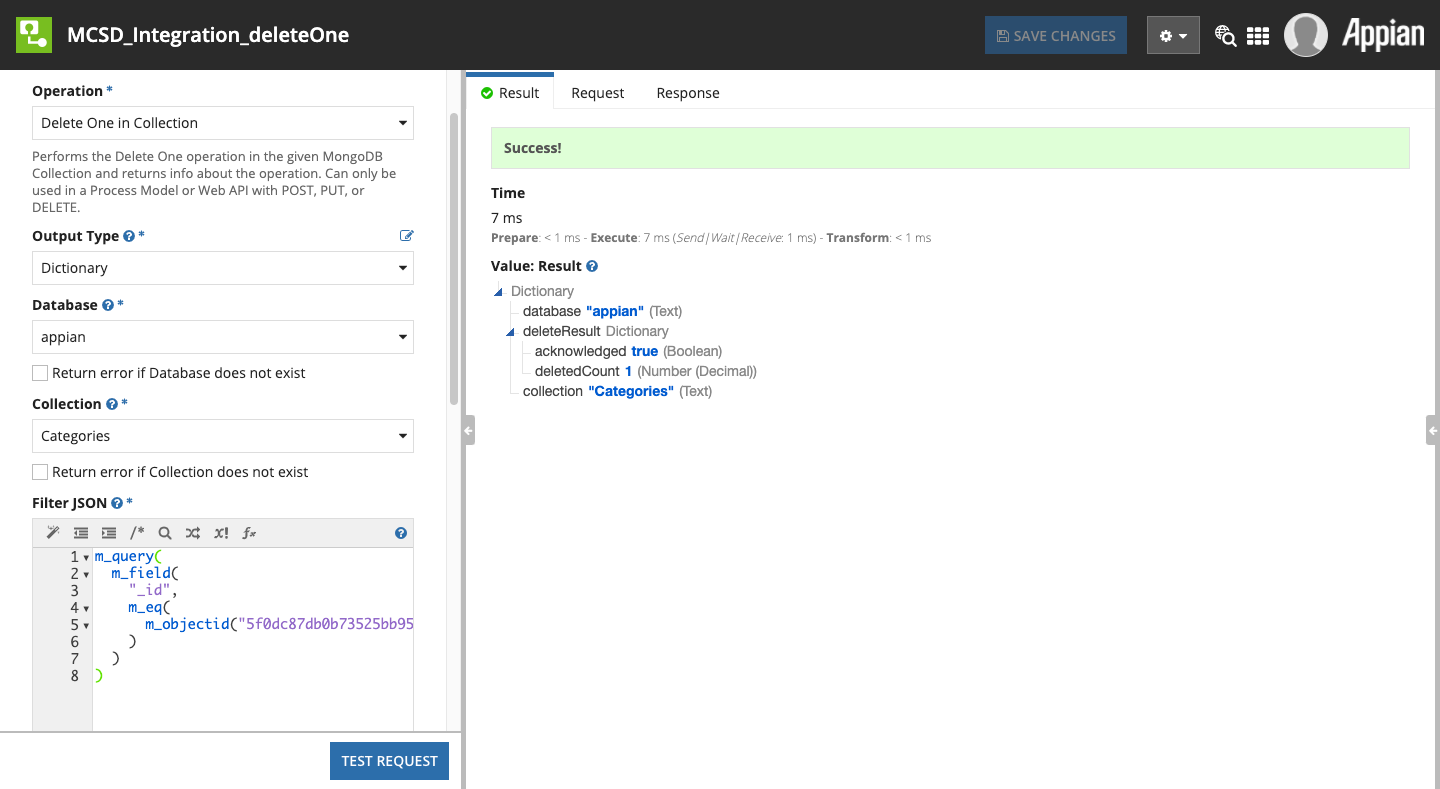 MCSD_Integration_deleteOne
SAVE CHANGES
Appian
Operation *
Delete One in Collection
Performs the Delete One operation in the given MongoDB
Collection and returns info about the operation. Can only be
used in a Process Model or Web API with POST, PUT, or
DELETE.
Output Type ? *
Dictionary
Database ? *
appian
Return error if Database does not exist
Collection ? *
Categories
Return error if Collection does not exist
Filter JSON ? *
/* x! fx ?
1 m_query(
2 m_field(
3 "_id",
4 m_eq(
5 m_objectid("5f0dc87db0b73525bb95
6 )
7 )
8 )
TEST REQUEST
Result Request Response
Success!
Time
7 ms
Prepare: < 1 ms - Execute: 7 ms (Send|Wait|Receive: 1 ms) - Transform: < 1 ms
Value: Result ?
Dictionary
database "appian" (Text)
deleteResult Dictionary
acknowledged true (Boolean)
deletedCount 1 (Number (Decimal))
collection "Categories" (Text)